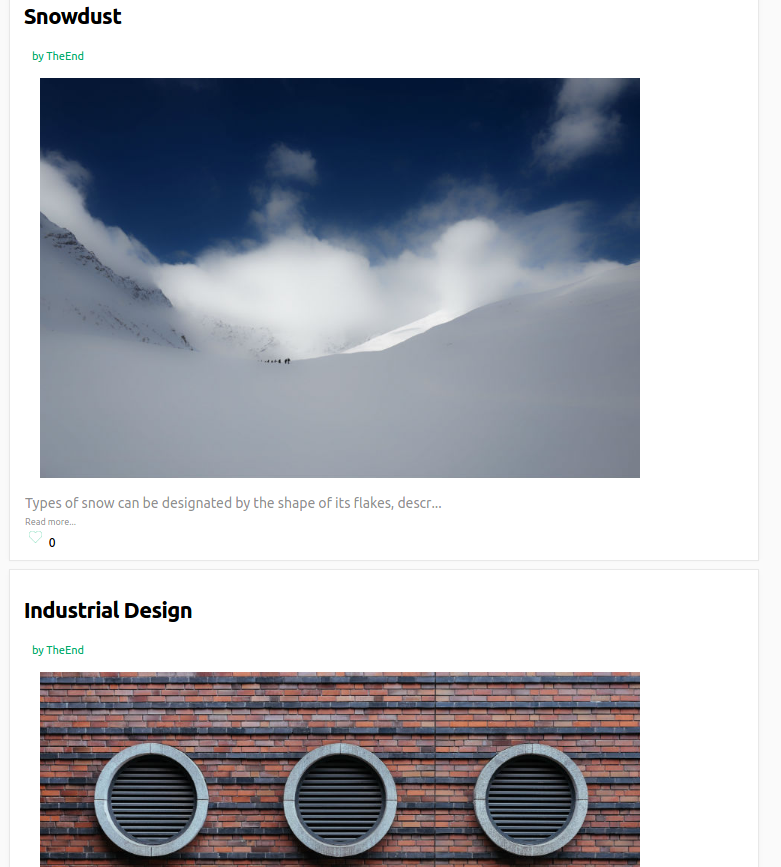 Snowdust
by TheEnd
Types of snow can be designated by the shape of its flakes, descr...
Read more...
0
Industrial Design
by TheEnd